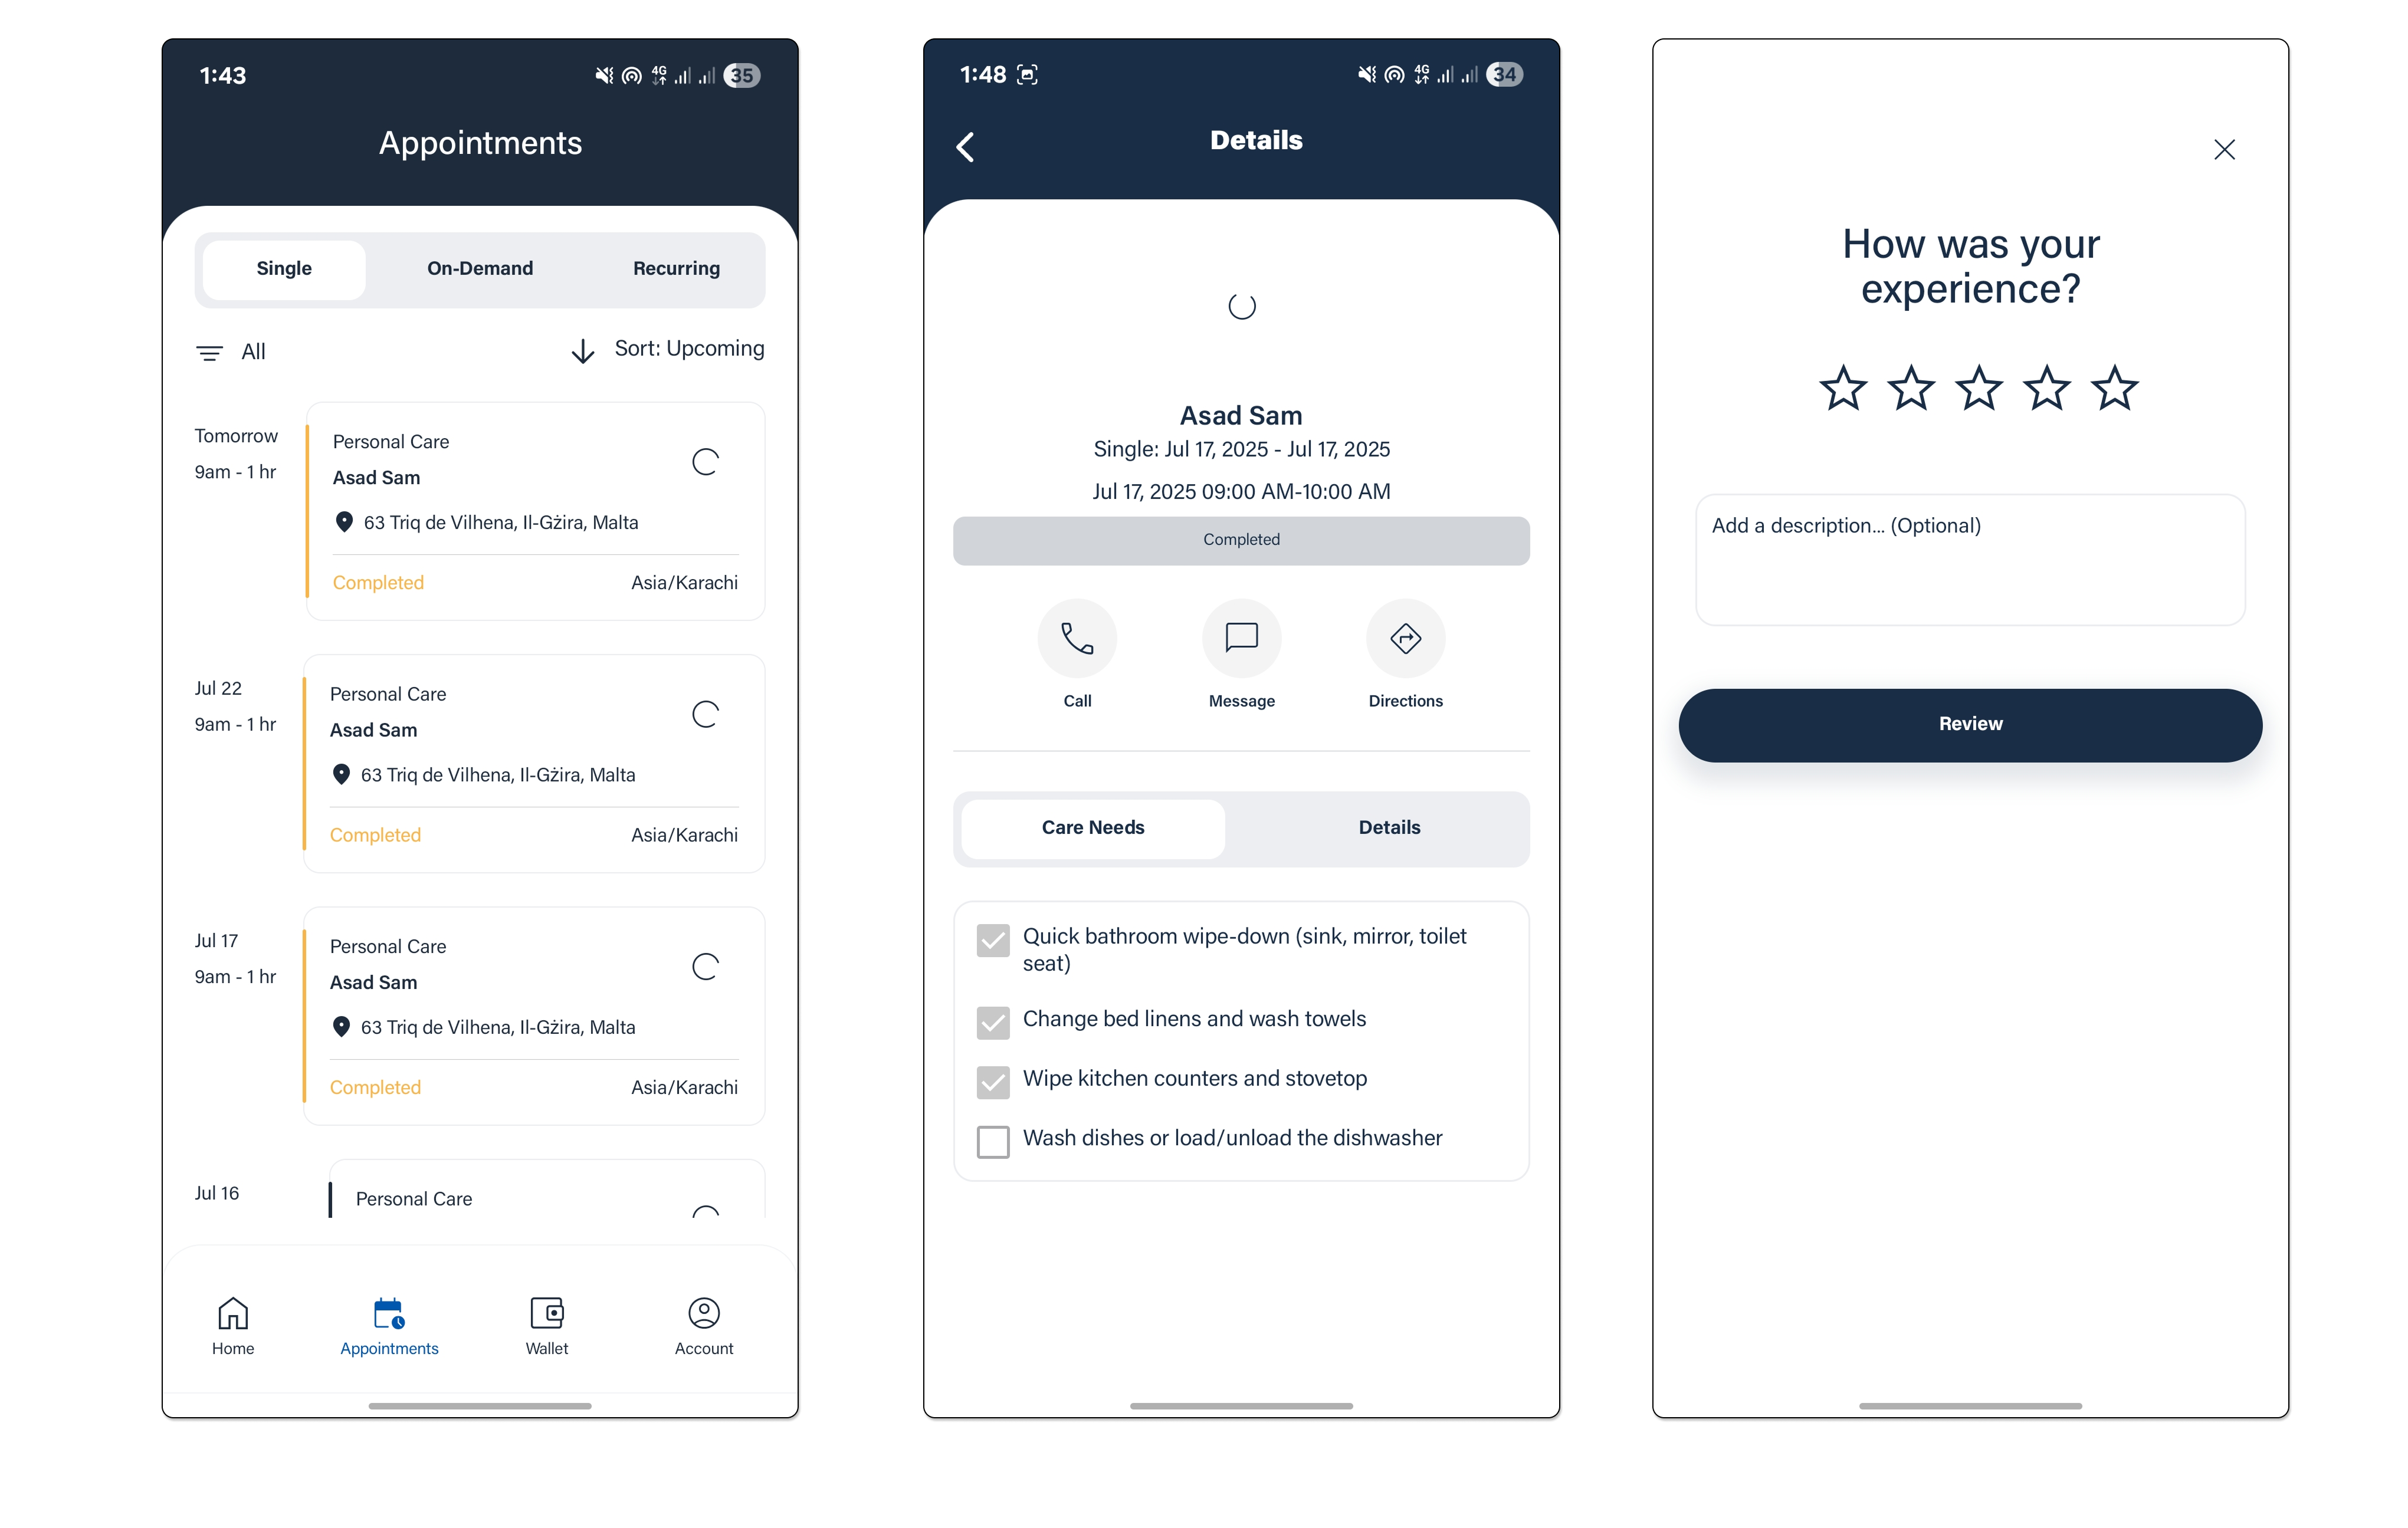 1:43
4G
35
Appointments
Single
On-Demand
Recurring
All
Sort: Upcoming
Tomorrow
9am - 1 hr
Personal Care
Asad Sam
63 Triq de Vilhena, Il-Gżira, Malta
Completed
Asia/Karachi
Jul 22
9am - 1 hr
Personal Care
Asad Sam
63 Triq de Vilhena, Il-Gżira, Malta
Completed
Asia/Karachi
Jul 17
9am - 1 hr
Personal Care
Asad Sam
63 Triq de Vilhena, Il-Gżira, Malta
Completed
Asia/Karachi
Jul 16
Personal Care
Home
Appointments
Wallet
Account
1:48
4G
34
Details
Asad Sam
Single: Jul 17, 2025 - Jul 17, 2025
Jul 17, 2025 09:00 AM-10:00 AM
Completed
Call
Message
Directions
Care Needs
Details
Quick bathroom wipe-down (sink, mirror, toilet
seat)
Change bed linens and wash towels
Wipe kitchen counters and stovetop
Wash dishes or load/unload the dishwasher
How was your
experience?
Add a description... (Optional)
Review